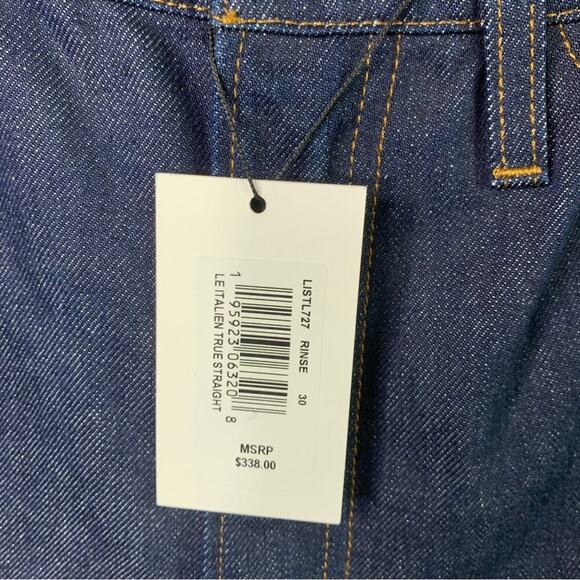 LISTL727 RINSE 30
1 95923 06320 8
LE ITALIEN TRUE STRAIGHT
MSRP
$338.00